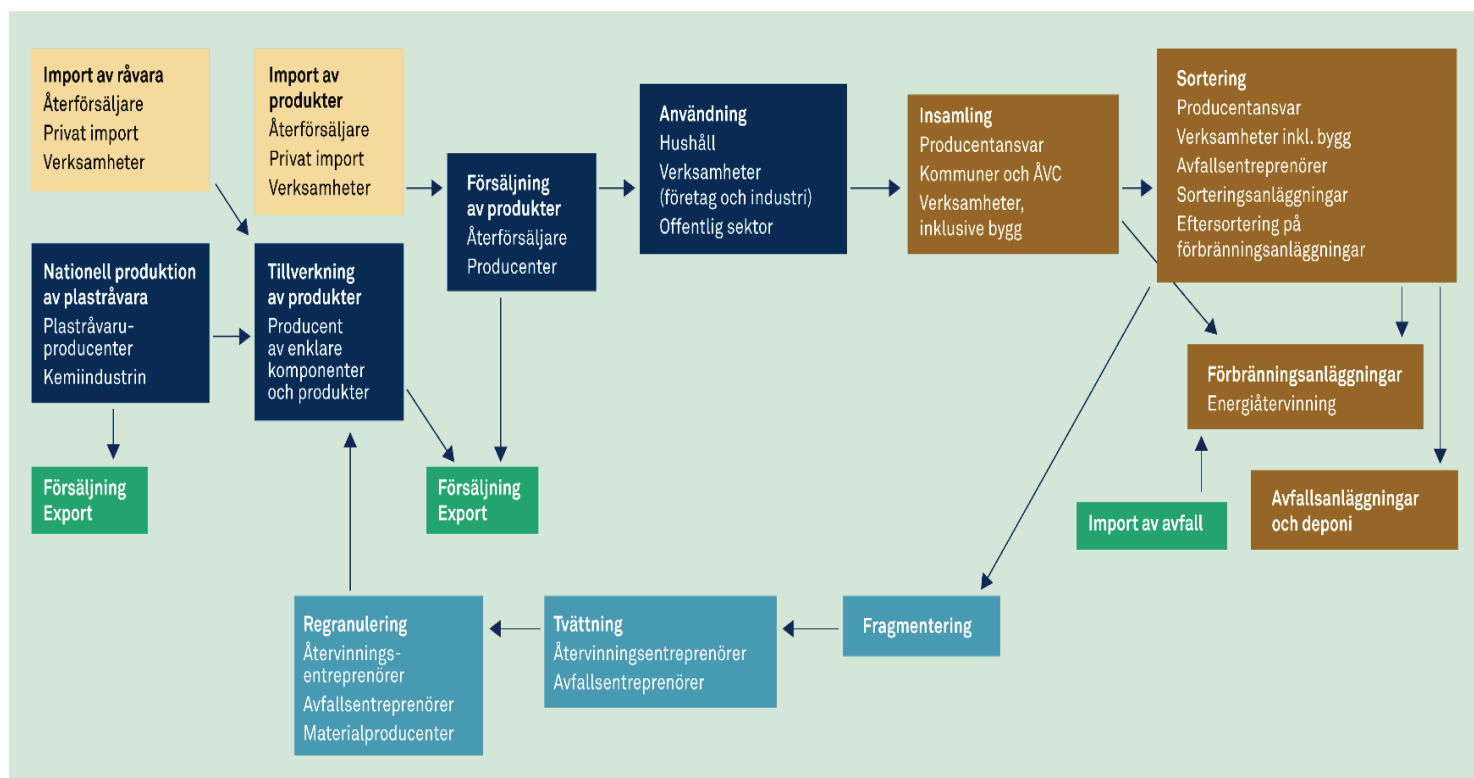 Import av råvara
Återförsäljare
Privat import
Verksamheter
Import av
produkter
Återförsäljare
Privat import
Verksamheter
Nationell produktion
av plastråvara
Plastråvaru-
producenter
Kemiindustrin
Tillverkning
av produkter
Producent
av enklare
komponenter
och produkter
Försäljning
av produkter
Återförsäljare
Producenter
Användning
Hushåll
Verksamheter
(företag och industri)
Offentlig sektor
Insamling
Producentansvar
Kommuner och ÅVC
Verksamheter,
inklusive bygg
Sortering
Producentansvar
Verksamheter inkl. bygg
Avfallsentreprenörer
Sorteringsanläggningar
Eftersortering på
förbränningsanläggningar
Förbränningsanläggningar
Energiåtervinning
Försäljning
Export
Försäljning
Export
Import av avfall
Avfallsanläggningar
och deponi
Regranulering
Återvinnings-
entreprenörer
Avfallsentreprenörer
Materialproducenter
Tvättning
Återvinningsentreprenörer
Avfallsentreprenörer
Fragmentering